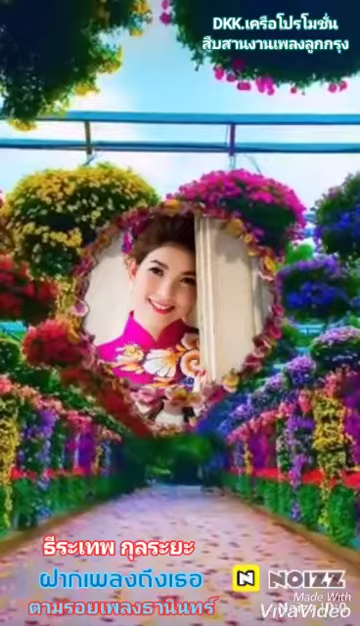 DKK.เครือโปรโมชั่น
สืบสานงานเพลงลูกกรุง
ธีระเทพ กุลระยะ
ฝากเพลงถึงเธอ
ตามรอยเพลงธานินทร์
N NOIZZ
Made With
VivaVideo